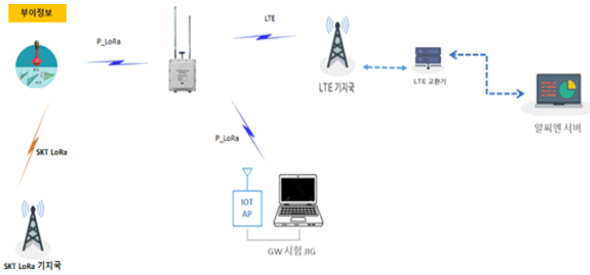 부이정보
P_LoRa
LTE
LTE 기지국
LTE 교환기
알씨엔 서버
SKT LoRa
P_LoRa
IOT
AP
GW 시험 JIG
SKT LoRa 기지국